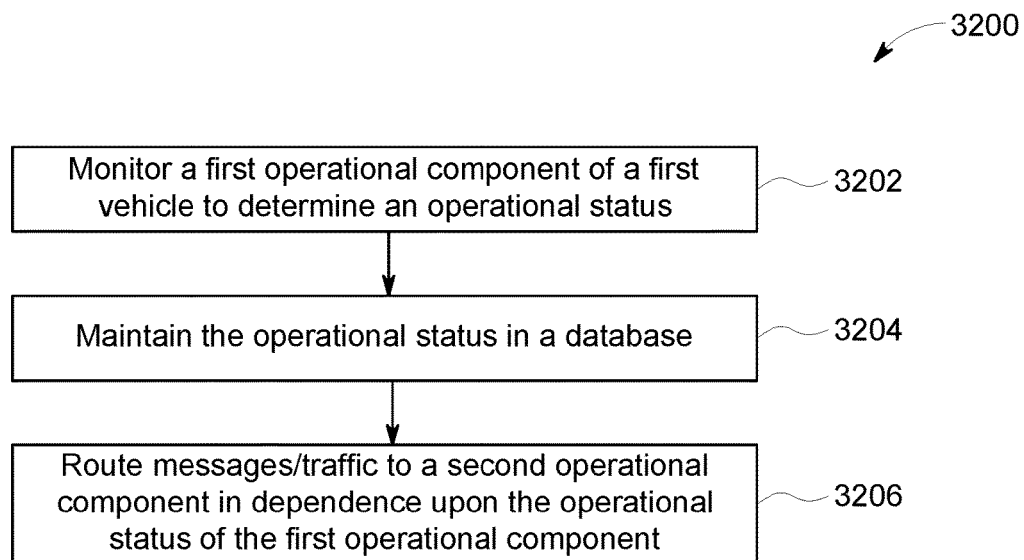 3200
Monitor a first operational component of a first
vehicle to determine an operational status
3202
Maintain the operational status in a database
3204
Route messages/traffic to a second operational
component in dependence upon the operational
status of the first operational component
3206